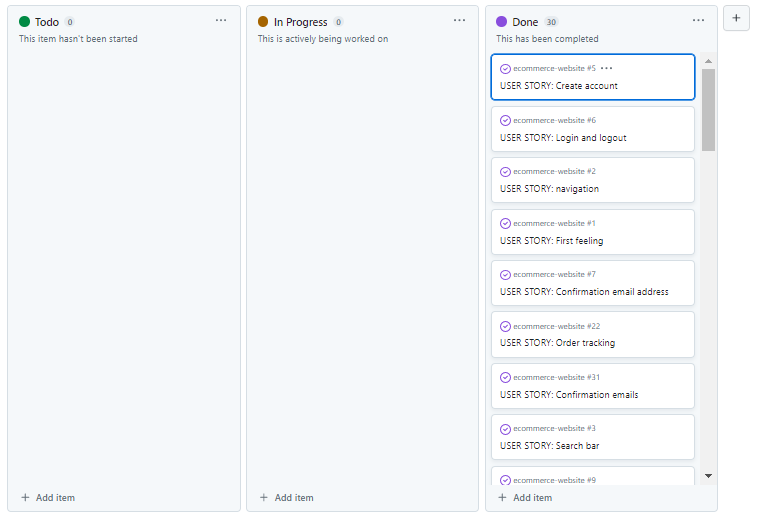 Todo 0
This item hasn't been started
Add item
In Progress 0
This is actively being worked on
Add item
Done 30
This has been completed
ecommerce-website #5
USER STORY: Create account
ecommerce-website #6
USER STORY: Login and logout
ecommerce-website #2
USER STORY: navigation
ecommerce-website #1
USER STORY: First feeling
ecommerce-website #7
USER STORY: Confirmation email address
ecommerce-website #22
USER STORY: Order tracking
ecommerce-website #31
USER STORY: Confirmation emails
ecommerce-website #3
USER STORY: Search bar
ecommerce-website #9
Add item